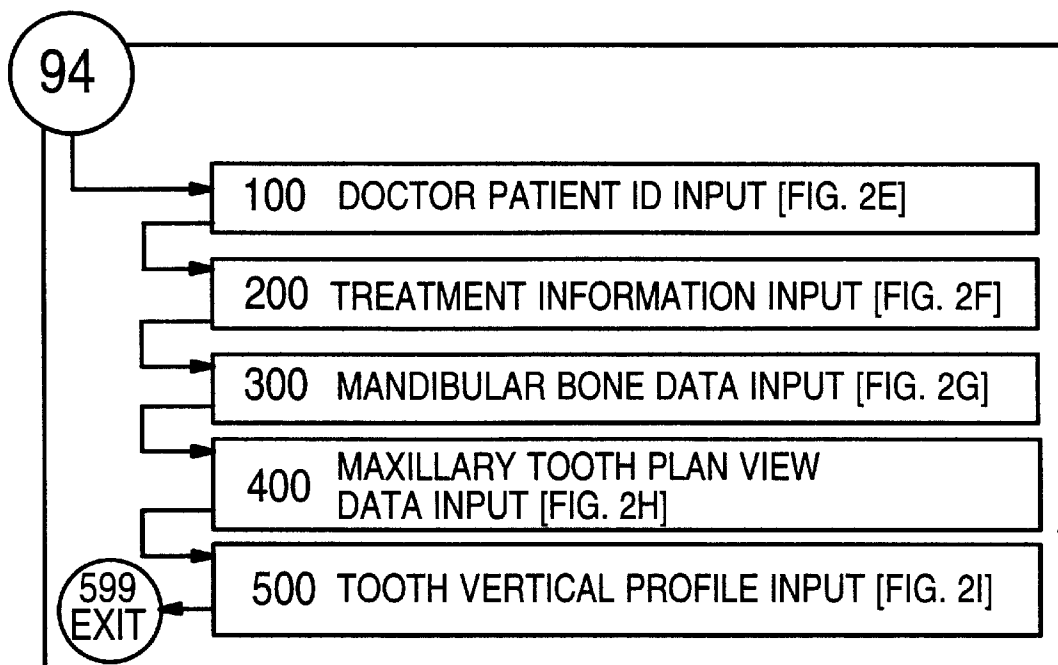 94
100 DOCTOR PATIENT ID INPUT [FIG. 2E]
200 TREATMENT INFORMATION INPUT [FIG. 2F]
300 MANDIBULAR BONE DATA INPUT [FIG. 2G]
400 MAXILLARY TOOTH PLAN VIEW
DATA INPUT [FIG. 2H]
500 TOOTH VERTICAL PROFILE INPUT [FIG. 2I]
599
EXIT